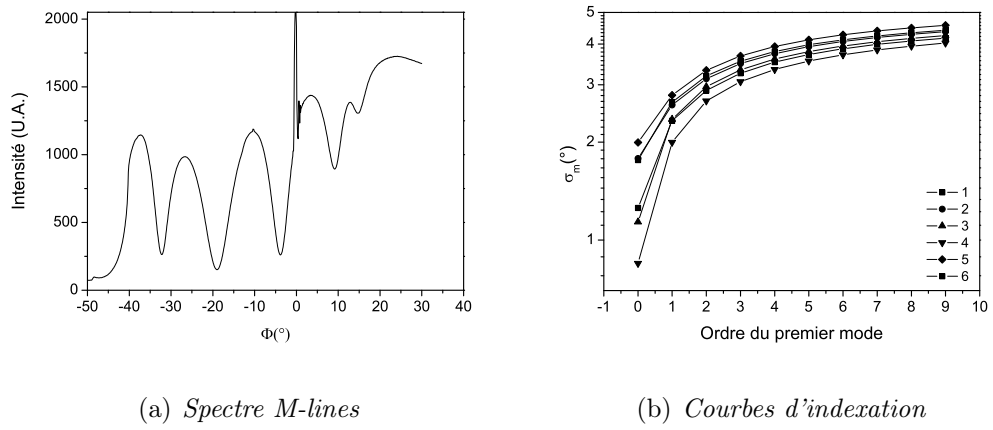 2000
1500
1000
500
0
Intensité (U.A.)
-50 -40 -30 -20 -10 0 10 20 30 40
Φ(°)
(a) Spectre M-lines
5
4
3
2
1
σm(°)
1
2
3
4
5
6
-1 0 1 2 3 4 5 6 7 8 9 10
Ordre du premier mode
(b) Courbes d'indexation